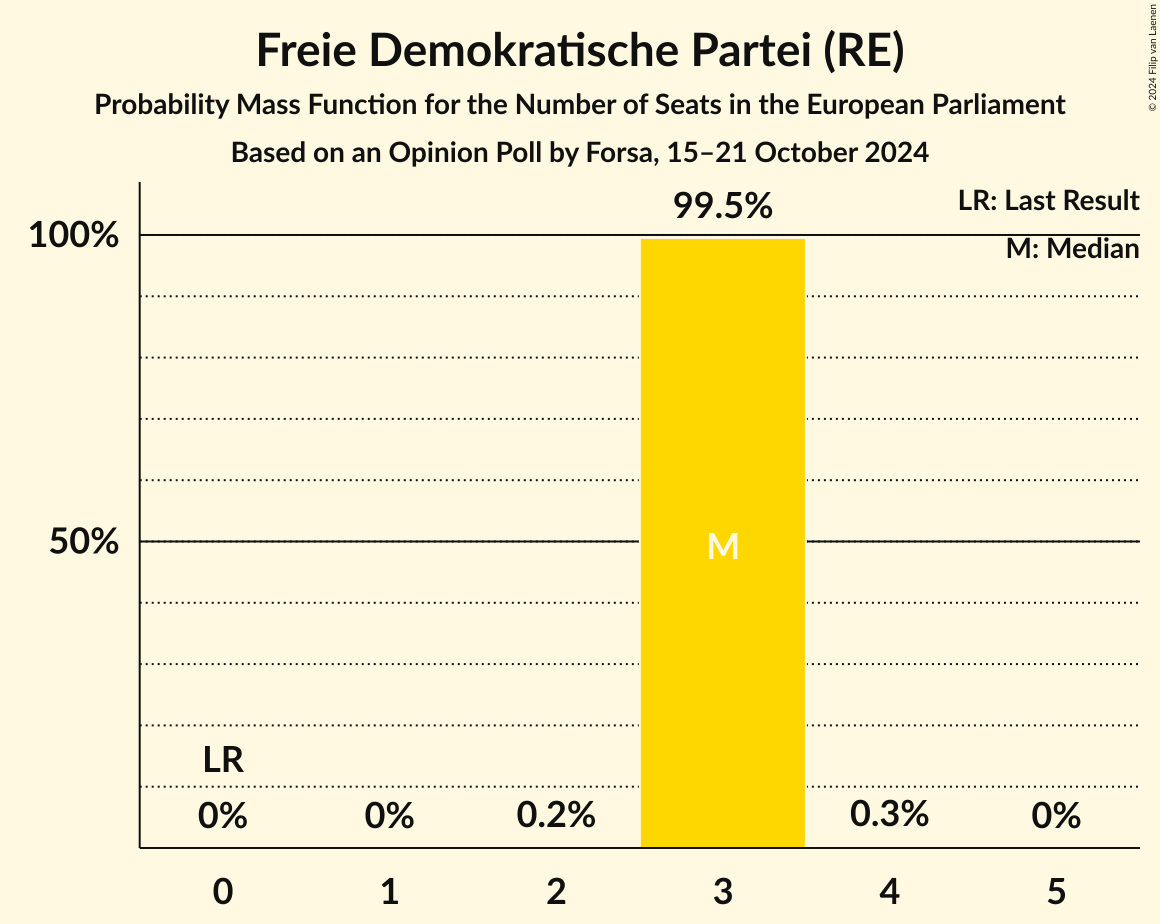 Freie Demokratische Partei (RE)
Probability Mass Function for the Number of Seats in the European Parliament
Based on an Opinion Poll by Forsa, 15–21 October 2024
© 2024 Filip van Laenen
LR: Last Result
M: Median
99.5%
100%
50%
M
LR
0%
0%
0.2%
0.3%
0%
0 1 2 3 4 5